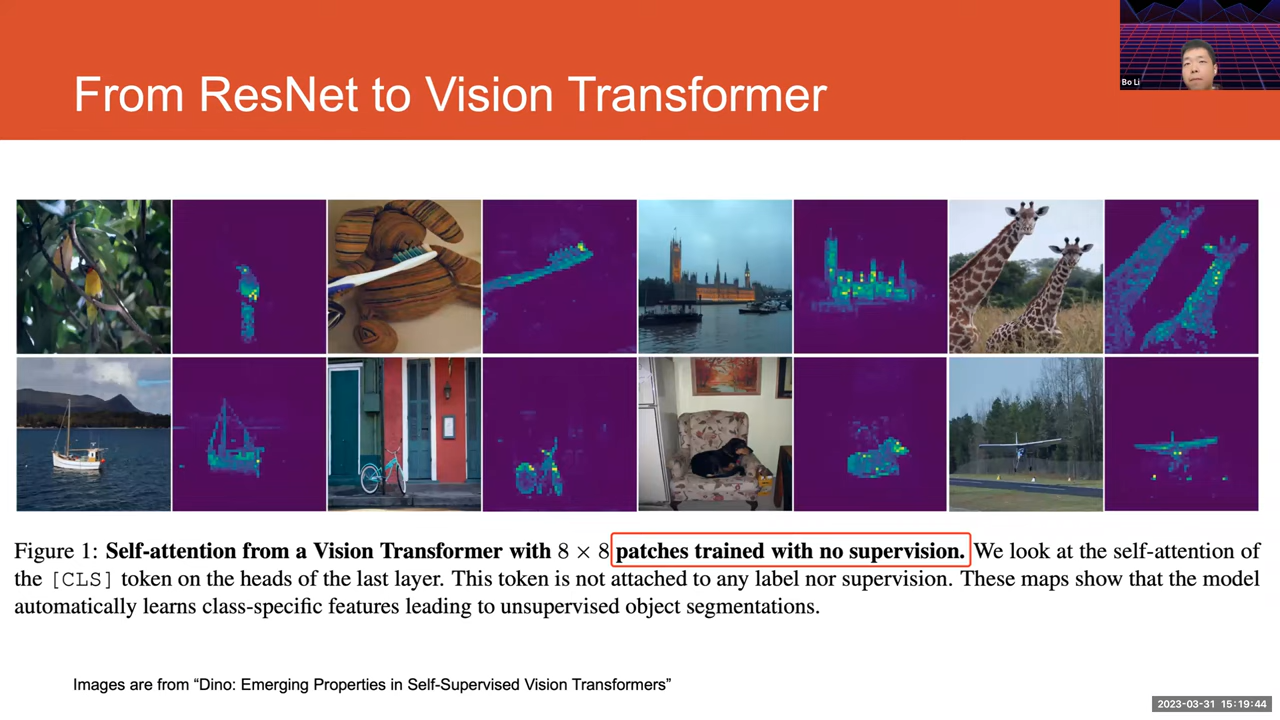 From ResNet to Vision Transformer
Bo Li
Figure 1: Self-attention from a Vision Transformer with 8 × 8 patches trained with no supervision. We look at the self-attention of
the [CLS] token on the heads of the last layer. This token is not attached to any label nor supervision. These maps show that the model
automatically learns class-specific features leading to unsupervised object segmentations.
Images are from “Dino: Emerging Properties in Self-Supervised Vision Transformers”
2023-03-31 15:19:44